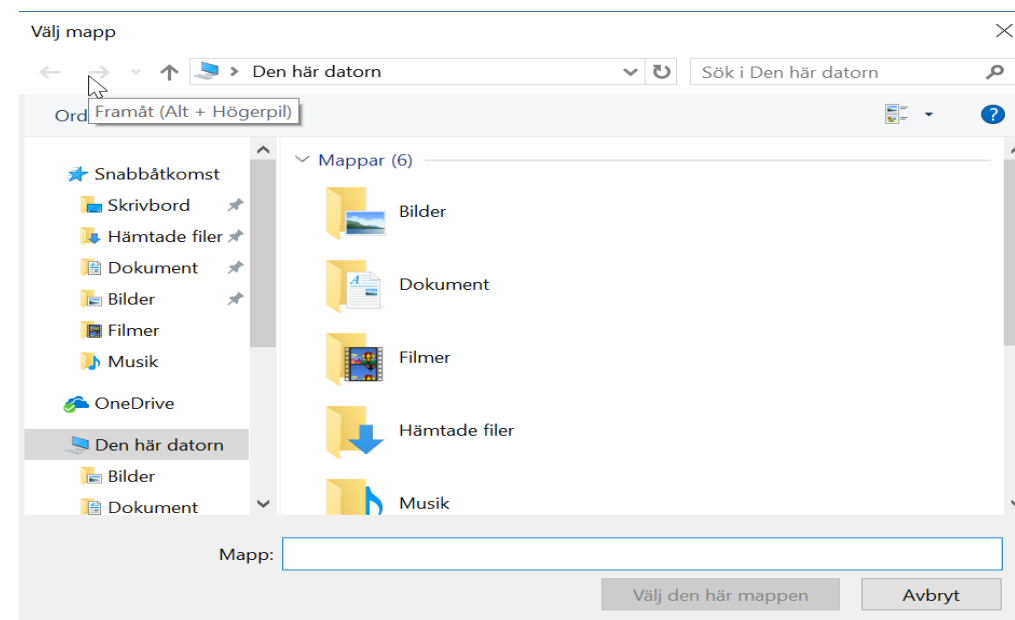 Välj mapp
Den här datorn
Sök i Den här datorn
Framåt (Alt + Högerpil)
Ord
Snabbåtkomst
Skrivbord
Hämtade filer
Dokument
Bilder
Filmer
Musik
OneDrive
Den här datorn
Bilder
Dokument
Mappar (6)
Bilder
Dokument
Filmer
Hämtade filer
Musik
Mapp:
Välj den här mappen
Avbryt